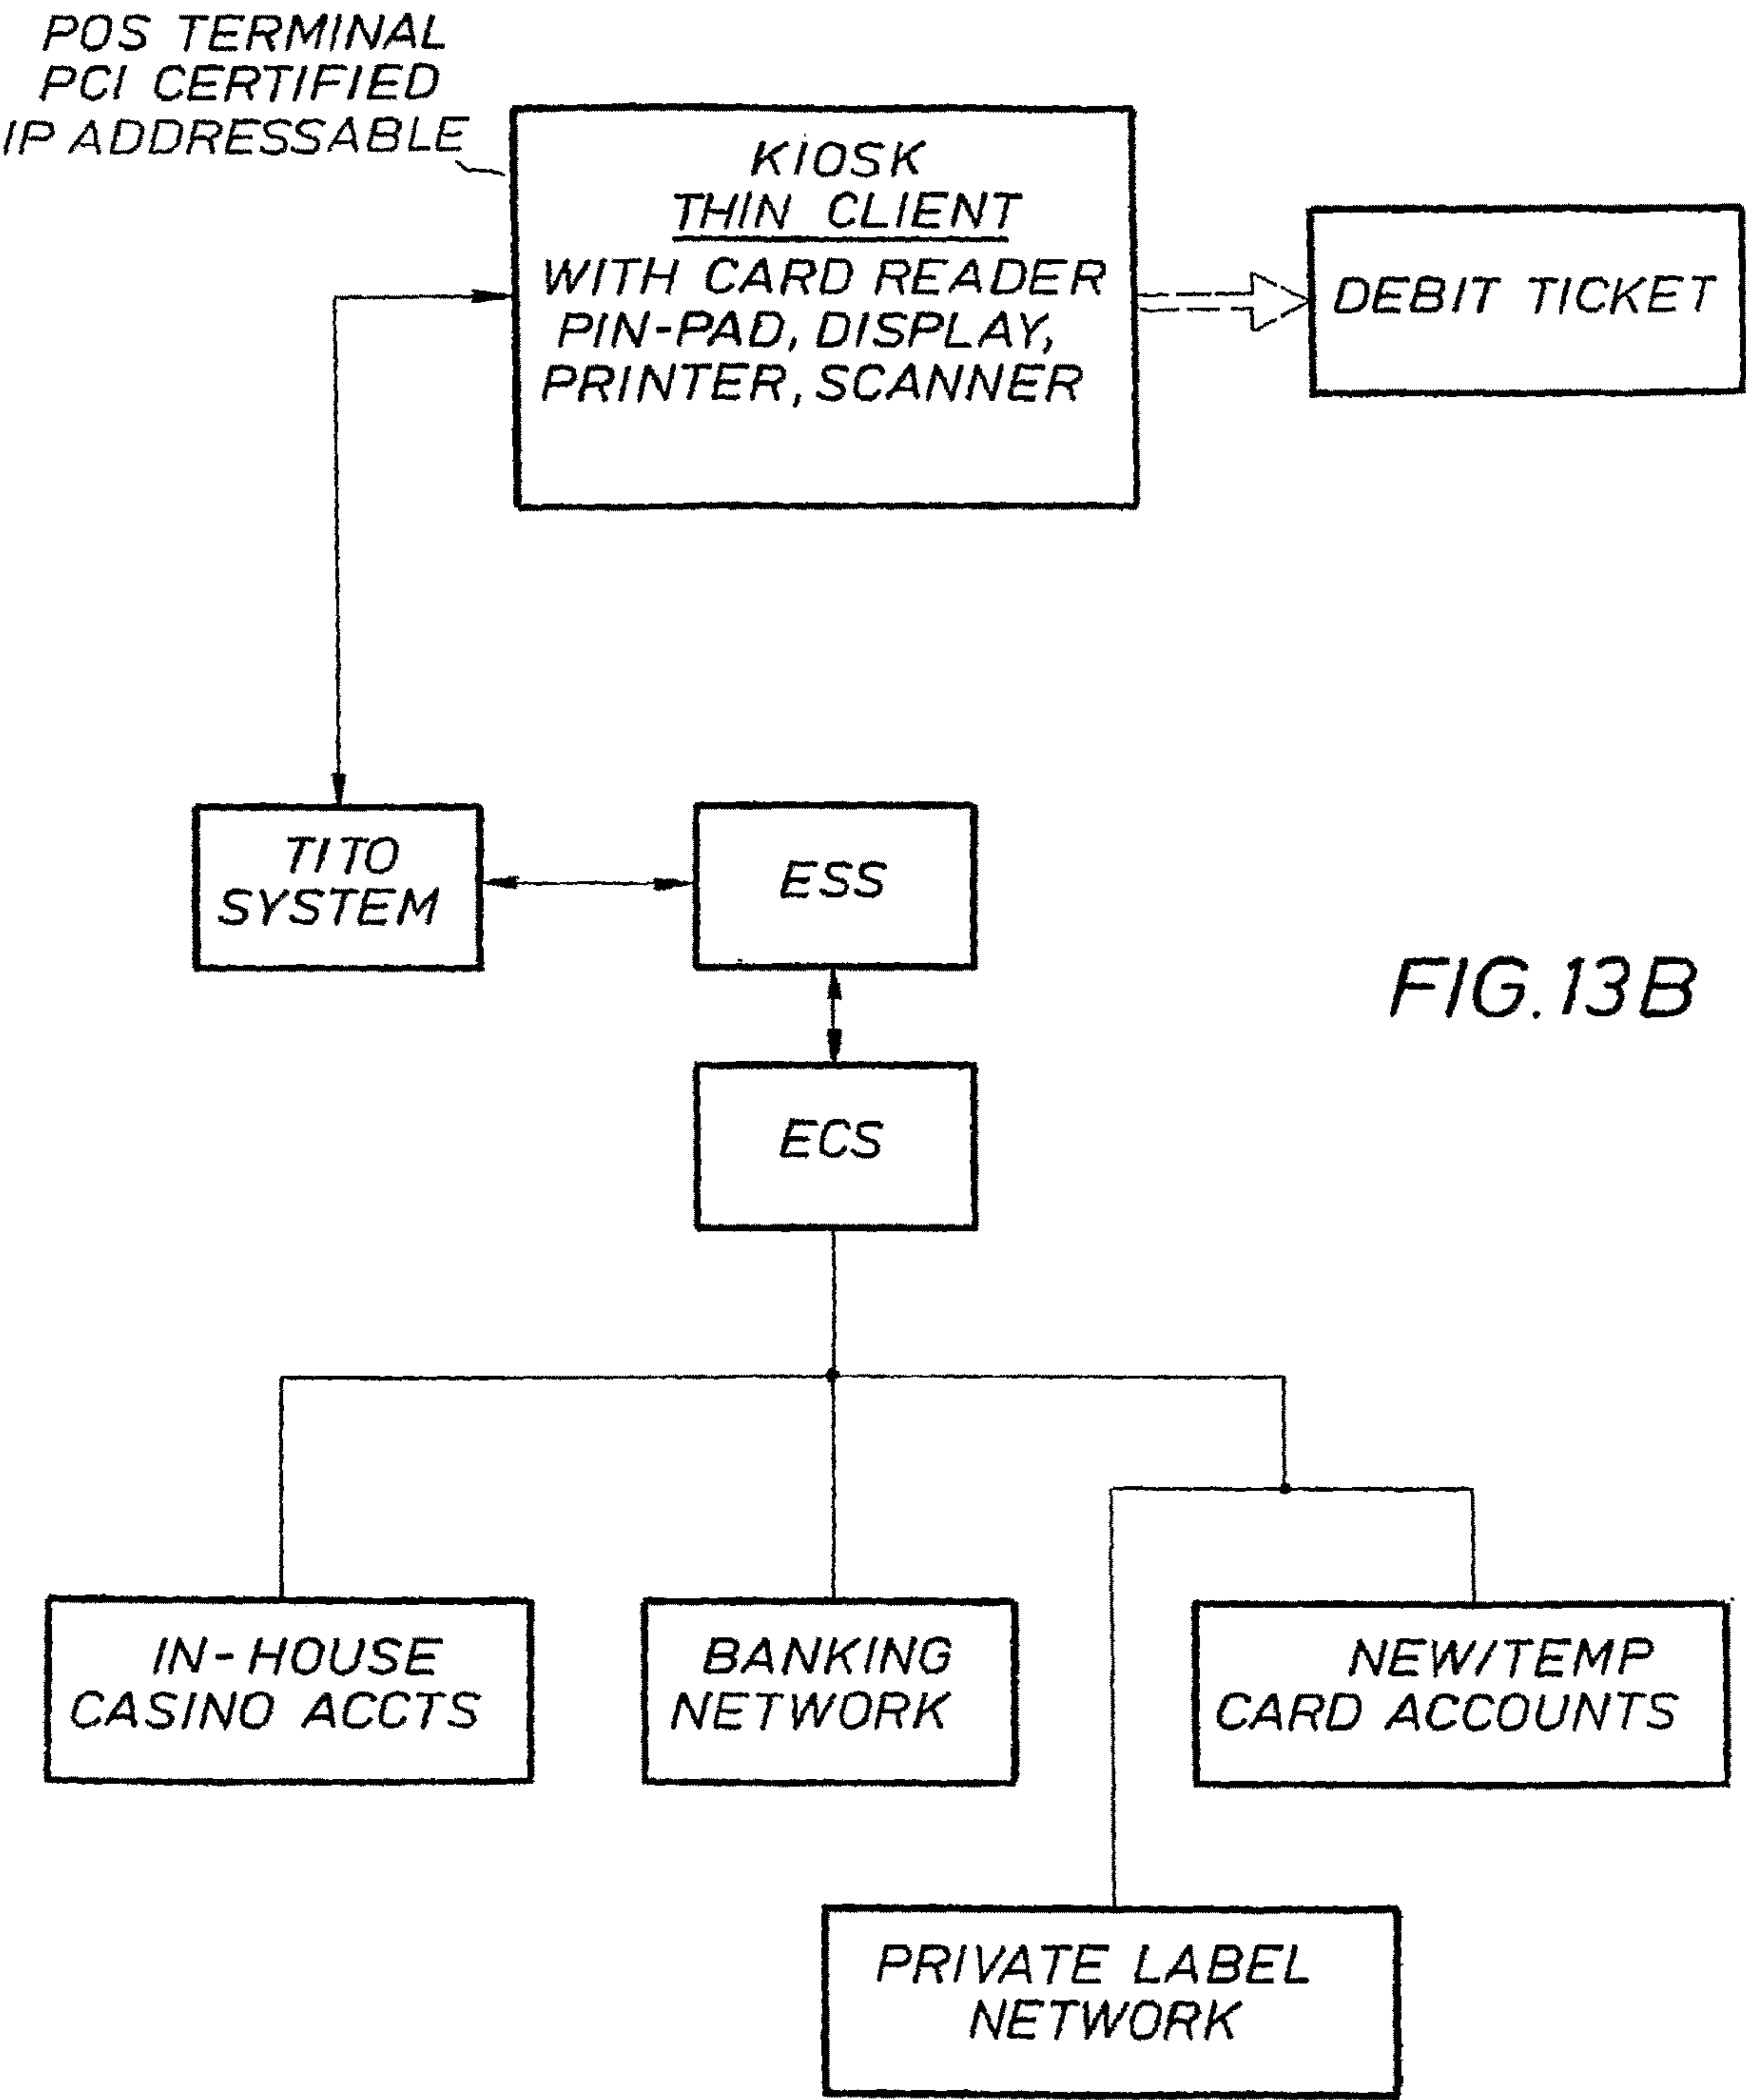 POS TERMINAL
PCI CERTIFIED
IP ADDRESSABLE
KIOSK
THIN CLIENT
WITH CARD READER
PIN-PAD, DISPLAY,
PRINTER, SCANNER
DEBIT TICKET
TITO
SYSTEM
ESS
FIG. 13B
ECS
IN-HOUSE
CASINO ACCTS
BANKING
NETWORK
NEW/TEMP
CARD ACCOUNTS
PRIVATE LABEL
NETWORK